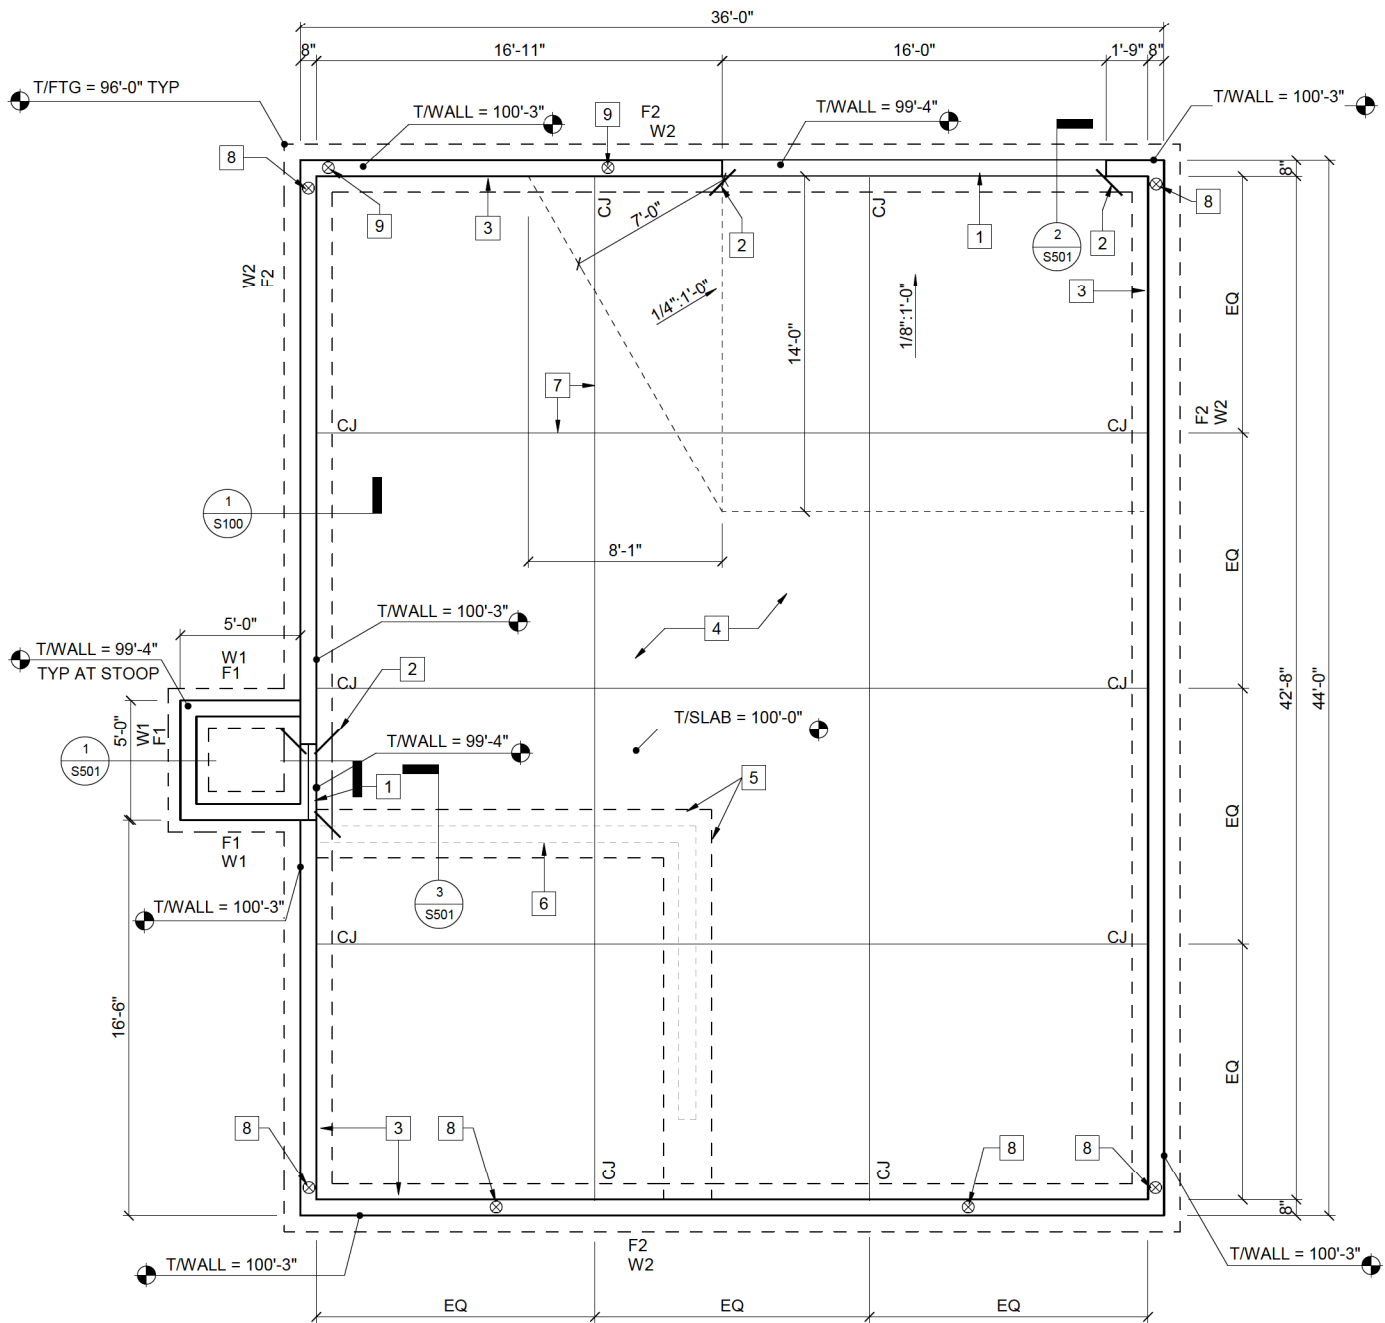 36'-0"
8"
16'-11"
16'-0"
1'-9"
8"
T/FTG = 96'-0" TYP
T/WALL = 100'-3"
9
F2
W2
T/WALL = 99'-4"
T/WALL = 100'-3"
8
9
3
CJ
7'-0"
2
CJ
1
2
S501
2
8
8"
W2
F2
1/4":1'-0"
1/8":1'-0"
3
EQ
14'-0"
7
CJ
CJ
F2
W2
1
S100
8'-1"
EQ
T/WALL = 100'-3"
4
5'-0"
W1
F1
T/WALL = 99'-4"
TYP AT STOOP
2
CJ
CJ
42'-8"
44'-0"
T/SLAB = 100'-0"
5'-0"
W1
F1
1
S501
T/WALL = 99'-4"
1
5
EQ
F1
W1
3
S501
6
T/WALL = 100'-3"
CJ
CJ
16'-6"
EQ
8
3
8
8
8
CJ
CJ
8"
T/WALL = 100'-3"
F2
W2
T/WALL = 100'-3"
EQ
EQ
EQ